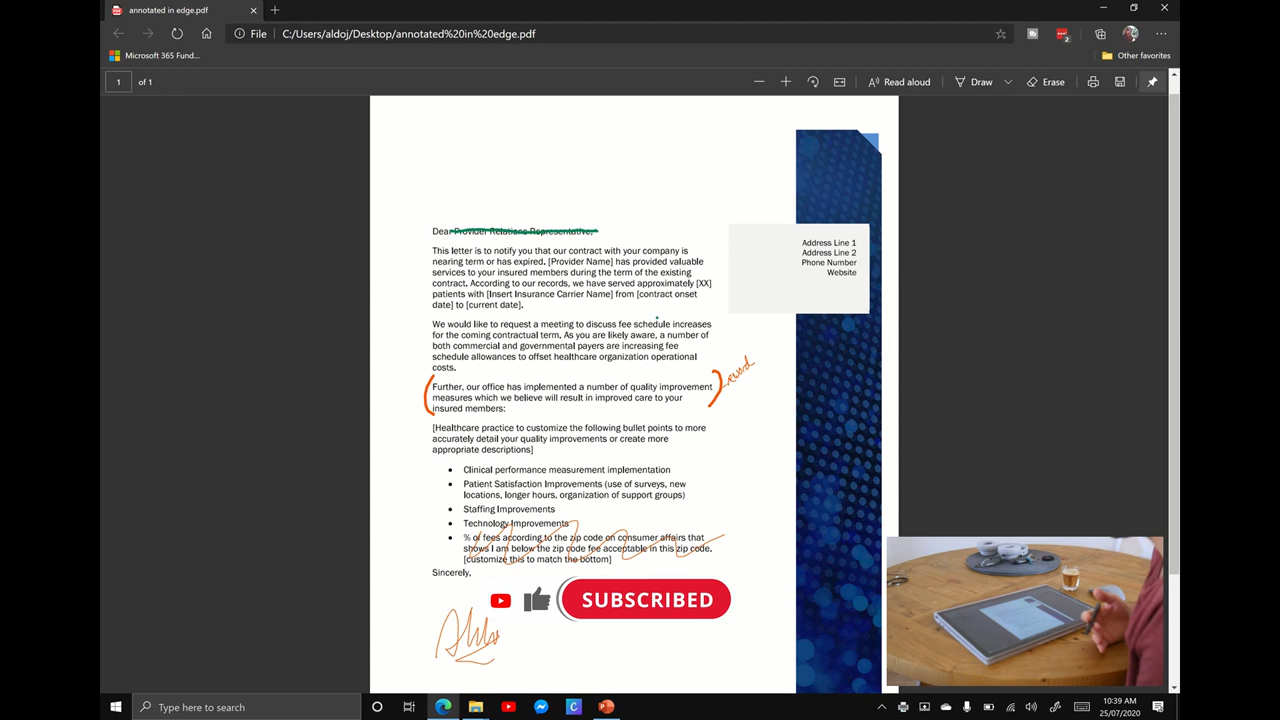 annotated in edge.pdf
File C:/Users/aldoj/Desktop/annotated%20in%20edge.pdf
2
Microsoft 365 Fund...
Other favorites
1 of 1
Read aloud
Draw
Erase
Dear Provider Relations Representative,
This letter is to notify you that our contract with your company is
nearing term or has expired. [Provider Name] has provided valuable
services to your insured members during the term of the existing
contract. According to our records, we have served approximately [XX]
patients with [Insert Insurance Carrier Name] from [contract onset
date] to [current date].
We would like to request a meeting to discuss fee schedule increases
for the coming contractual term. As you are likely aware, a number of
both commercial and governmental payers are increasing fee
schedule allowances to offset healthcare organization operational
costs.
Further, our office has implemented a number of quality improvement
measures which we believe will result in improved care to your
insured members:
reword
[Healthcare practice to customize the following bullet points to more
accurately detail your quality improvements or create more
appropriate descriptions]
• Clinical performance measurement implementation
• Patient Satisfaction Improvements (use of surveys, new
locations, longer hours, organization of support groups)
• Staffing Improvements
• Technology Improvements
• % of fees according to the zip code on consumer affairs that
shows I am below the zip code fee acceptable in this zip code.
[customize this to match the bottom]
Sincerely,
Address Line 1
Address Line 2
Phone Number
Website
SUBSCRIBED
Type here to search
10:39 AM
25/07/2020